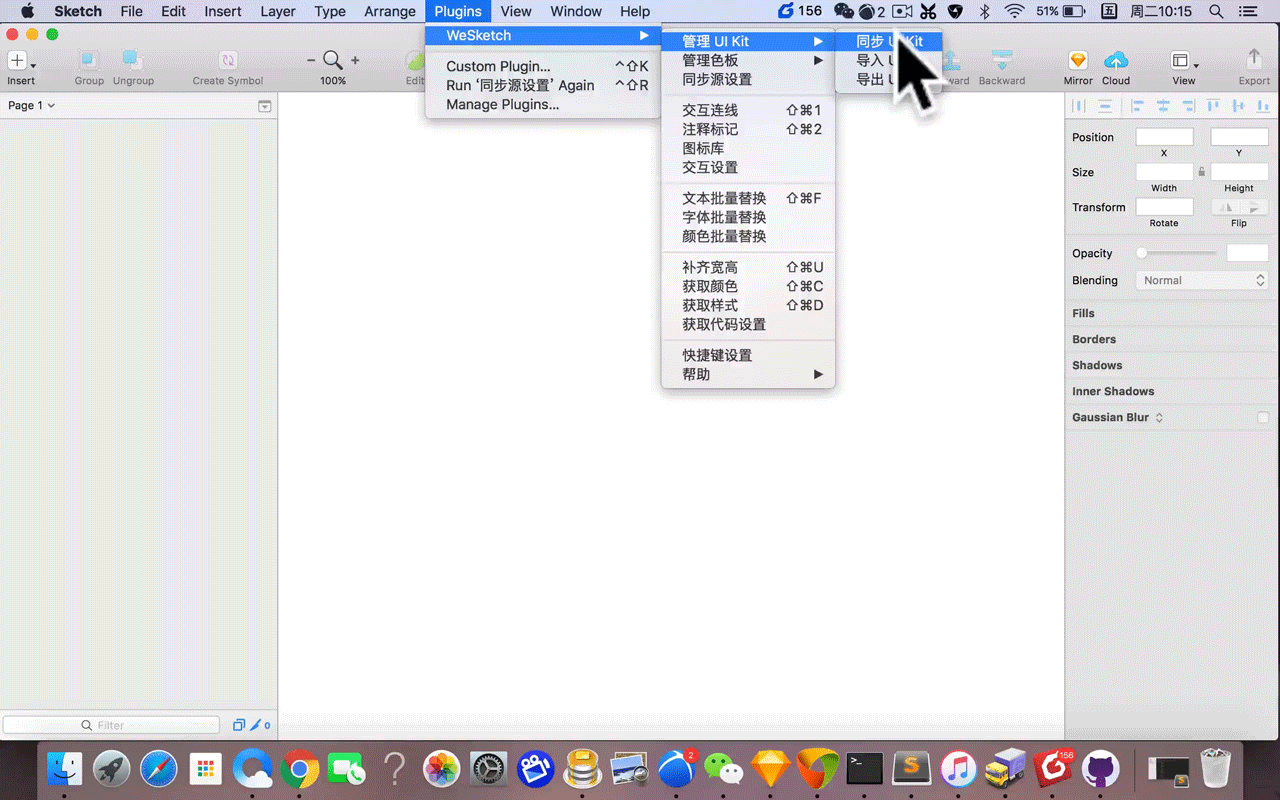 Sketch File Edit Insert Layer Type Arrange Plugins View Window Help 156 2 51% 五 周二10:15
Insert Group Ungroup Create Symbol 100% Edit Backward Mirror Cloud View Export
WeSketch
Custom Plugin... ⌃⇧K
Run ‘同步源设置’ Again ⌃⇧R
Manage Plugins...
管理 UI Kit
管理色板
同步源设置
交互连线 ⇧⌘1
注释标记 ⇧⌘2
图标库
交互设置
文本批量替换 ⇧⌘F
字体批量替换
颜色批量替换
补齐宽高 ⇧⌘U
获取颜色 ⇧⌘C
获取样式 ⇧⌘D
获取代码设置
快捷键设置
帮助
同步 Kit
导入
导出
Page 1
Position
X Y
Size
Width Height
Transform
Rotate Flip
Opacity
Blending Normal
Fills
Borders
Shadows
Inner Shadows
Gaussian Blur
Filter 0
2 156